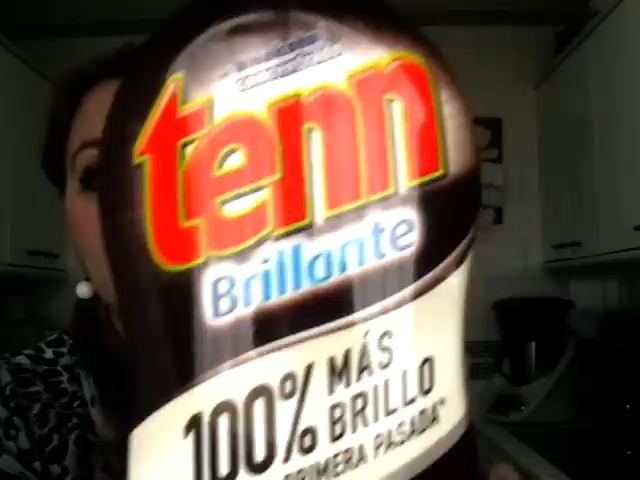 tenn
Brillante
100% MÁS
BRILLO
PRIMERA PASADA*